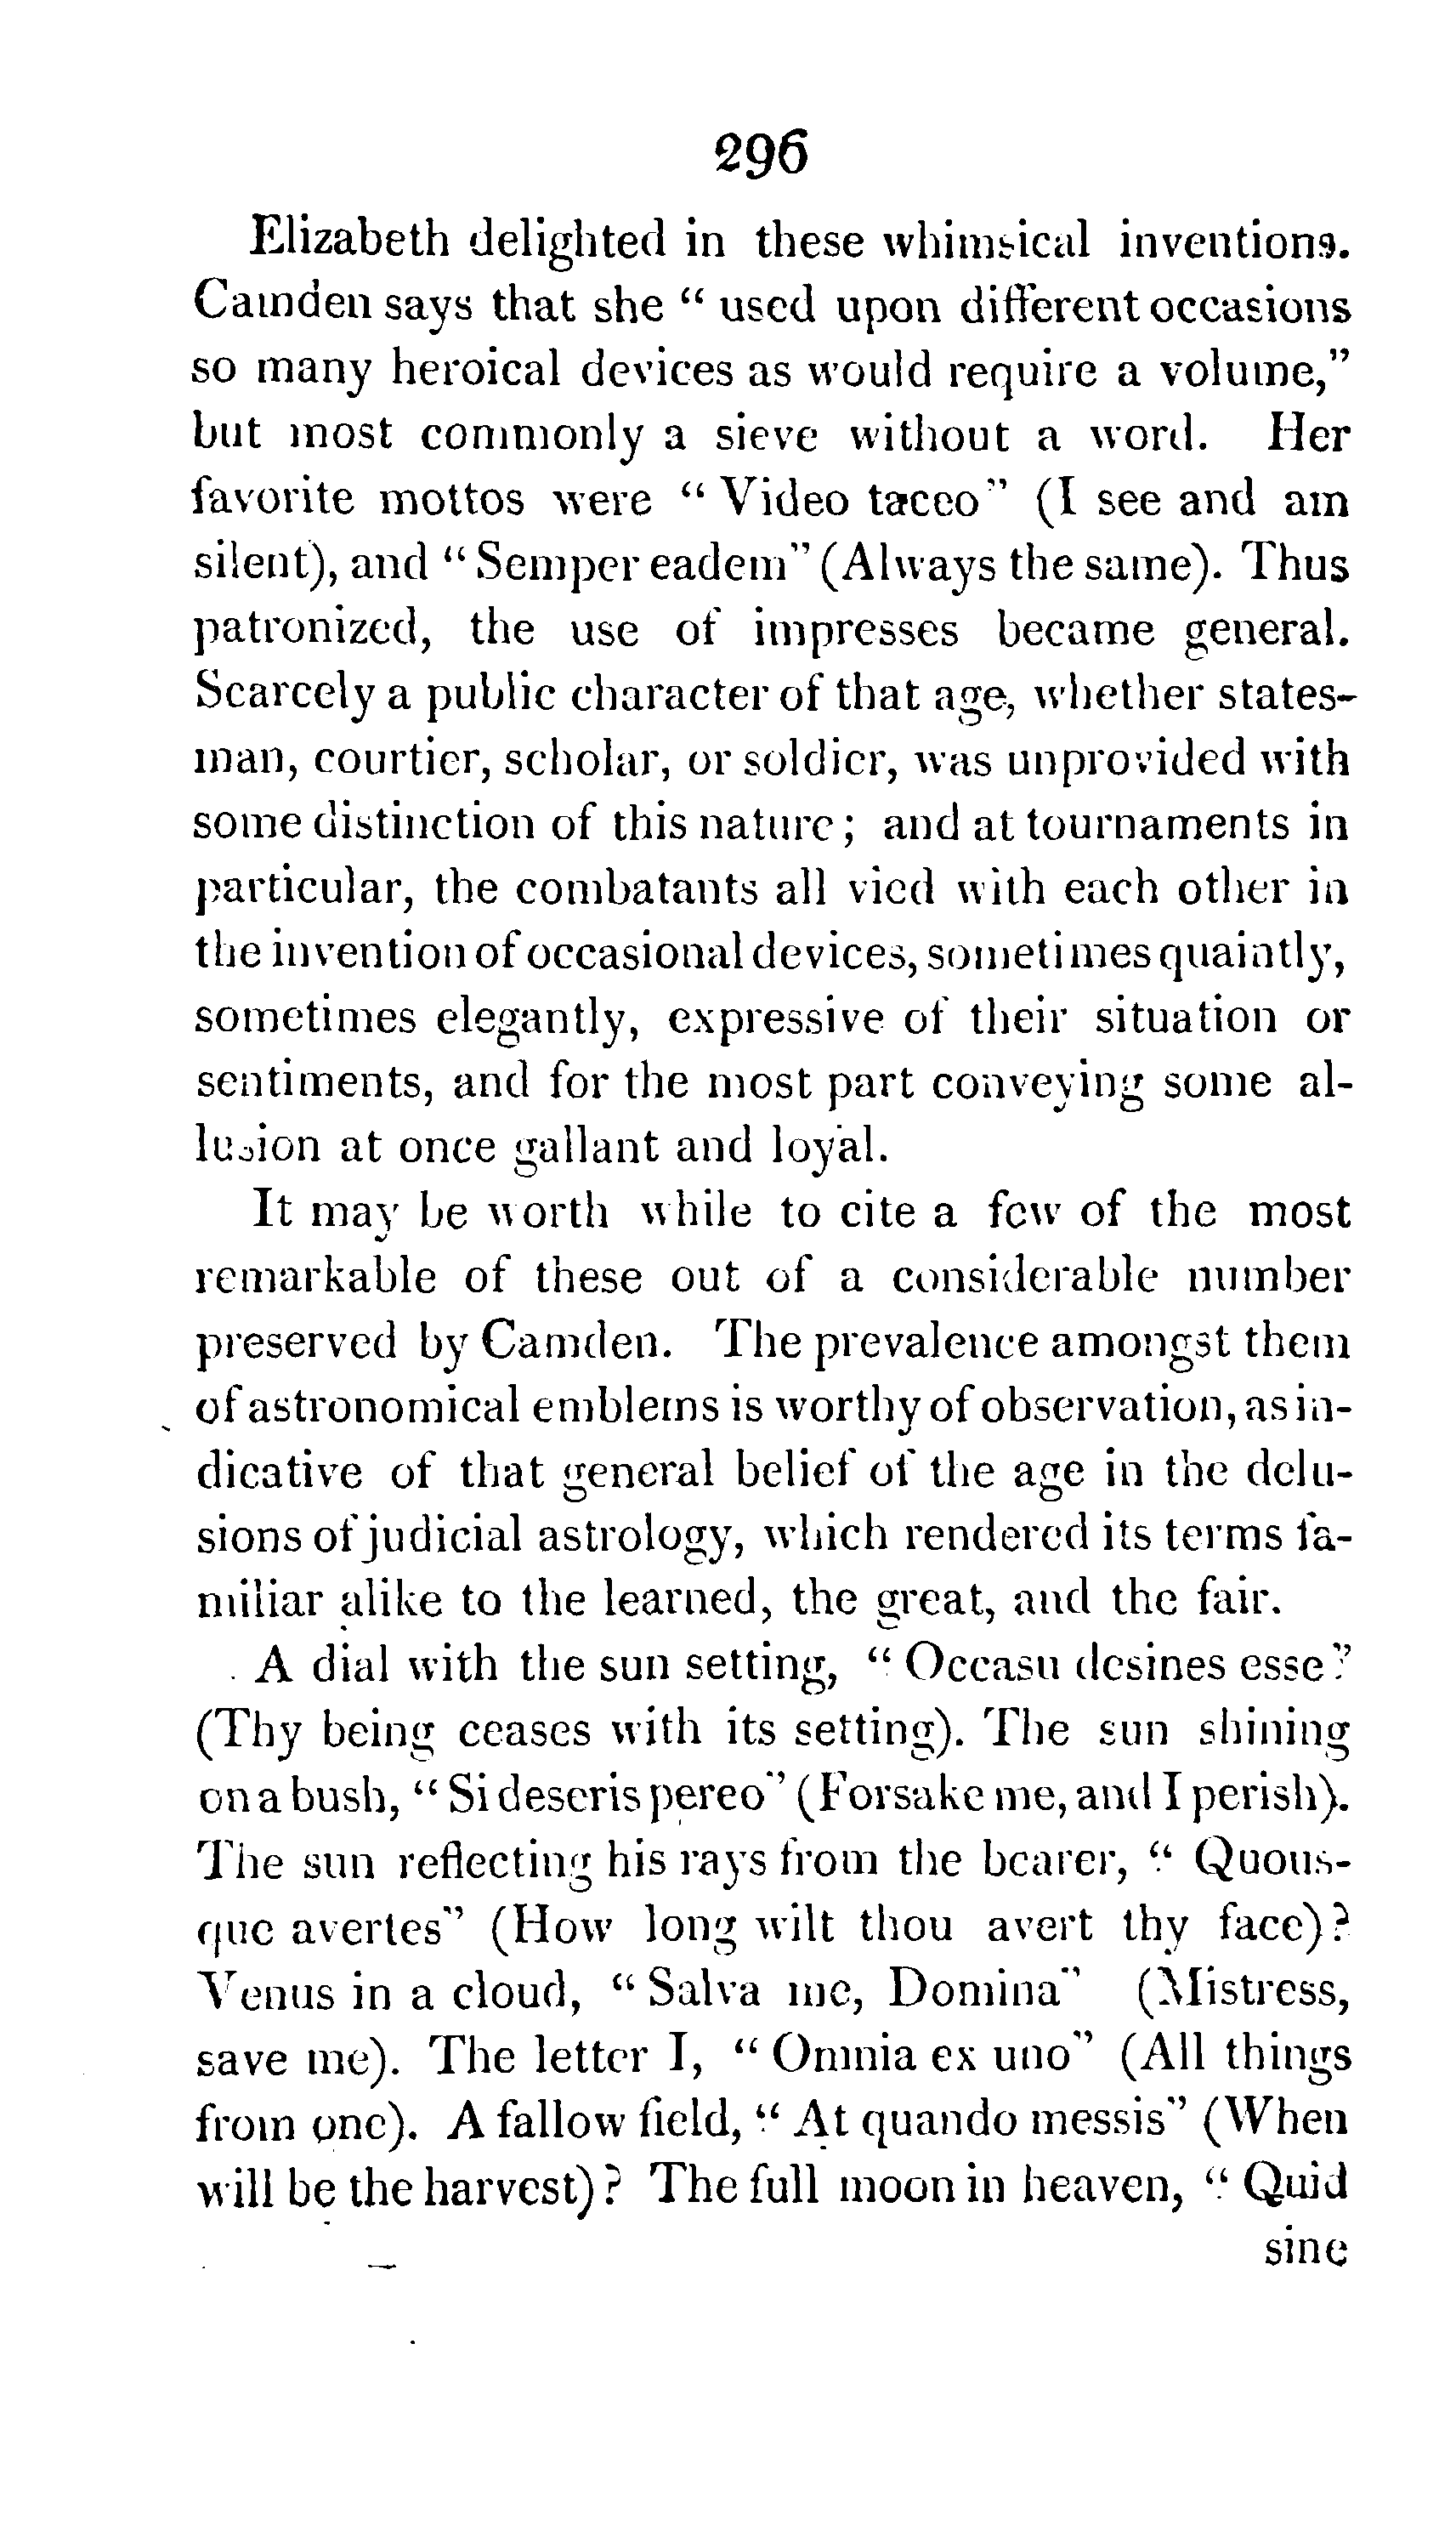 296
Elizabeth delighted in these whimsical inventions.
Camden says that she " used upon different occasions
so many heroical devices as would require a volume,"
but most commonly a sieve without a word. Her
favorite mottos were " Video taceo" (I see and am
silent), and " Semper eadem" (Always the same). Thus
patronized, the use of impresses became general.
Scarcely a public character of that age, whether states-
man, courtier, scholar, or soldier, was unprovided with
some distinction of this nature; and at tournaments in
particular, the combatants all vied with each other in
the invention of occasional devices, sometimes quaintly,
sometimes elegantly, expressive of their situation or
sentiments, and for the most part conveying some al-
lusion at once gallant and loyal.
It may be worth while to cite a few of the most
remarkable of these out of a considerable number
preserved by Camden. The prevalence amongst them
of astronomical emblems is worthy of observation, as in-
dicative of that general belief of the age in the delu-
sions of judicial astrology, which rendered its terms fa-
miliar alike to the learned, the great, and the fair.
A dial with the sun setting, " Occasu desines esse"
(Thy being ceases with its setting). The sun shining
on a bush, " Si deseris pereo" (Forsake me, and I perish).
The sun reflecting his rays from the bearer, " Quous-
que avertes" (How long wilt thou avert thy face)?
Venus in a cloud, " Salva me, Domina" (Mistress,
save me). The letter I, " Omnia ex uno" (All things
from one). A fallow field, " At quando messis" (When
will be the harvest)? The full moon in heaven, " Quid
sine